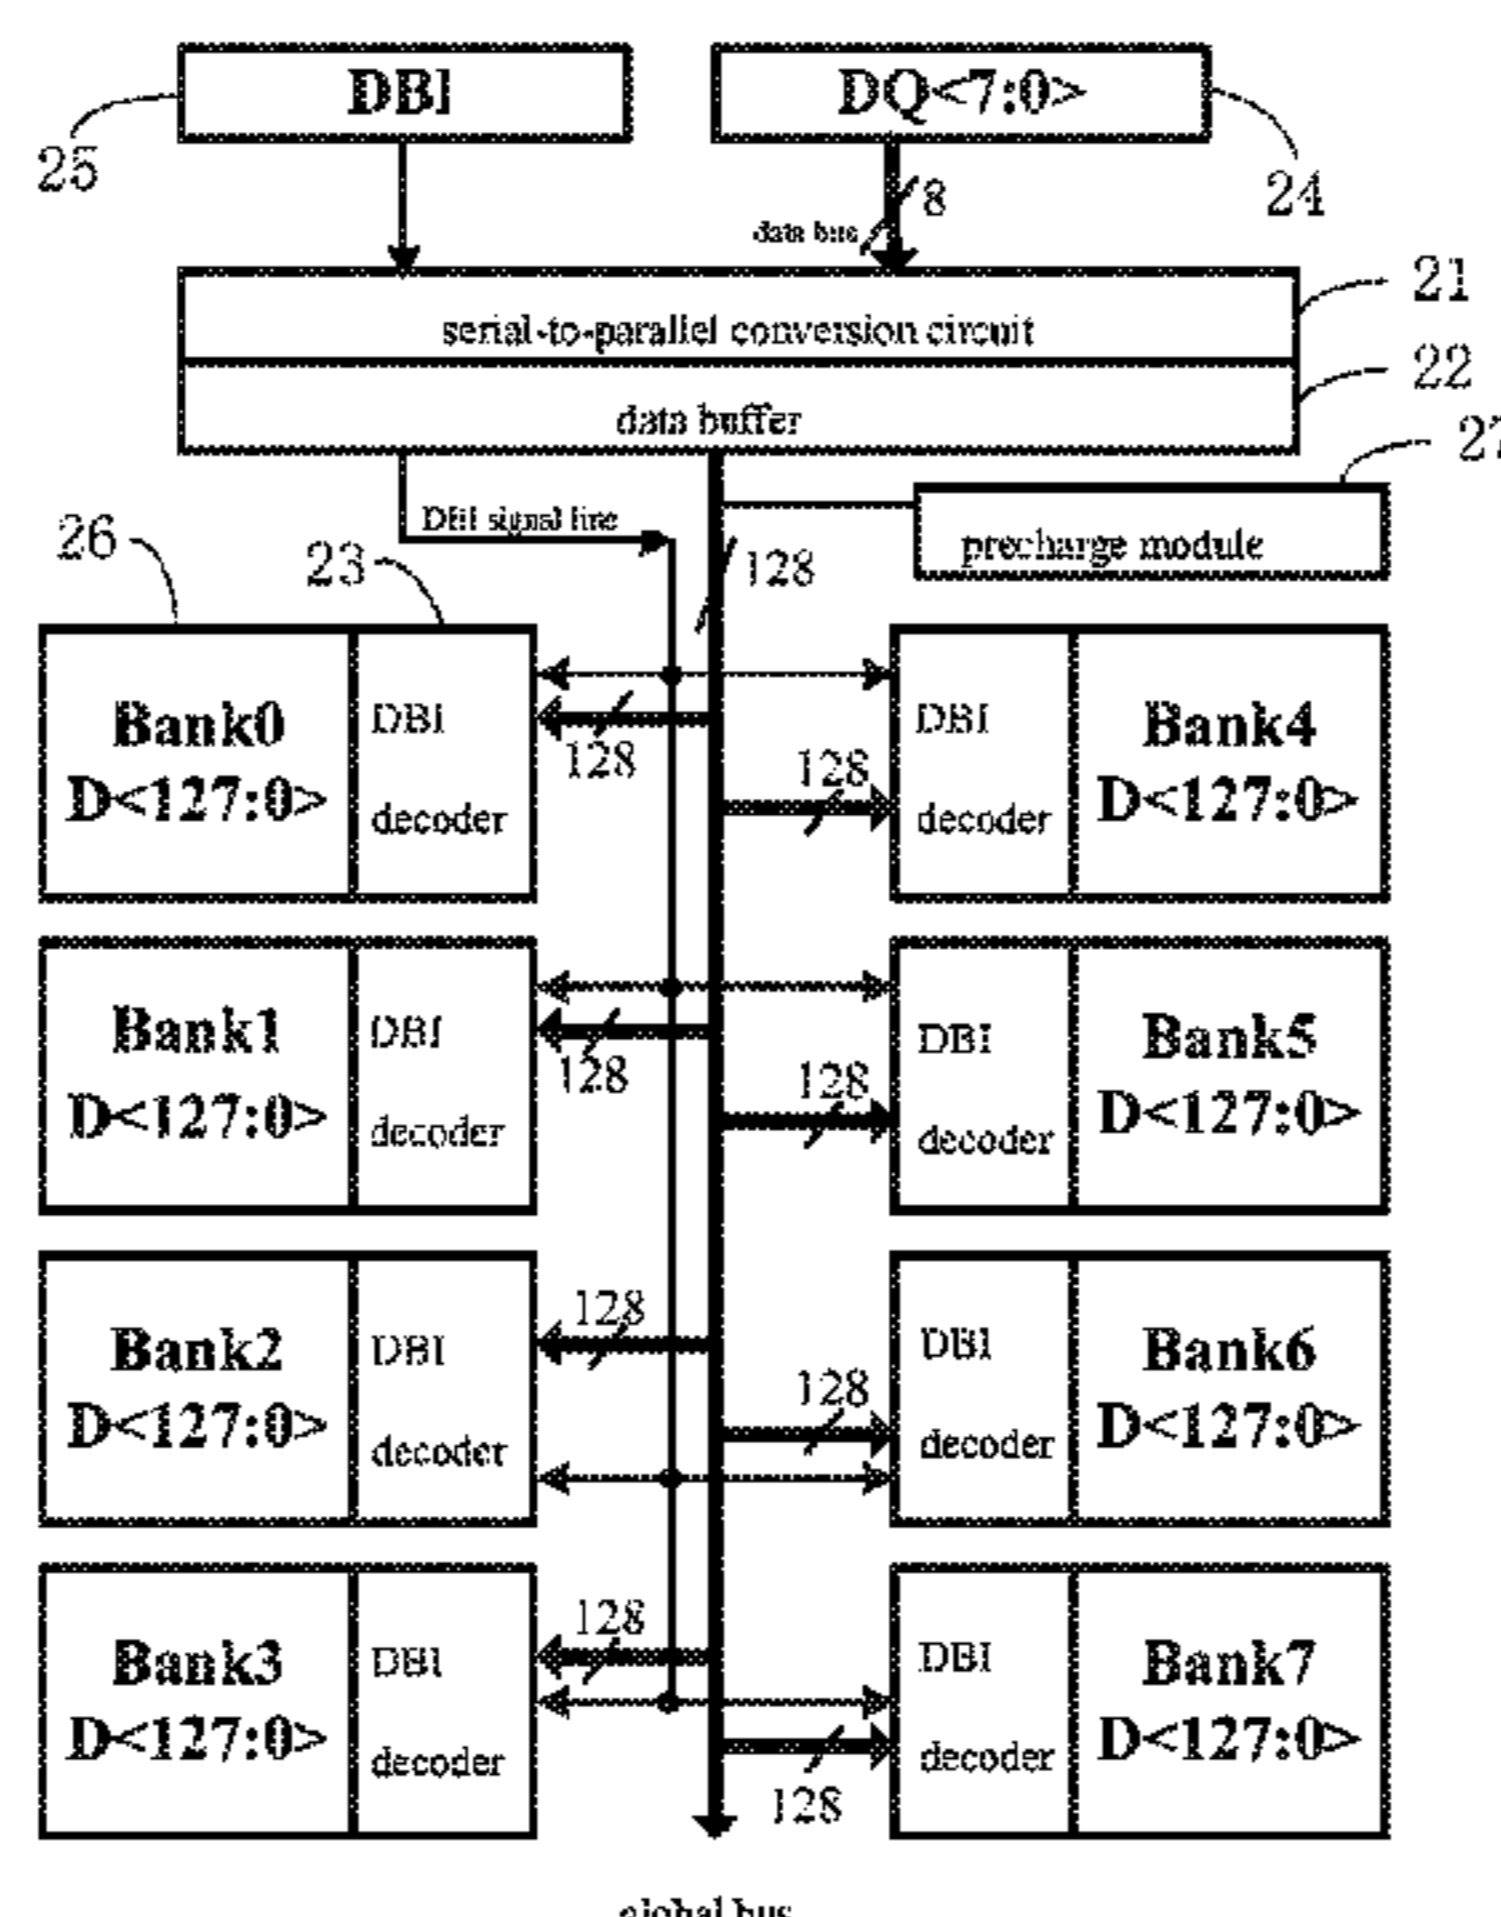 DBI
DQ<7:0>
25
24
8
data bus
21
serial-to-parallel conversion circuit
22
data buffer
27
DBI signal line
precharge module
26
23
128
Bank0
D<127:0>
DBI
decoder
128
128
DBI
decoder
Bank4
D<127:0>
Bank1
D<127:0>
DBI
decoder
128
128
DBI
decoder
Bank5
D<127:0>
Bank2
D<127:0>
DBI
decoder
128
128
DBI
decoder
Bank6
D<127:0>
Bank3
D<127:0>
DBI
decoder
128
128
DBI
decoder
Bank7
D<127:0>
global bus